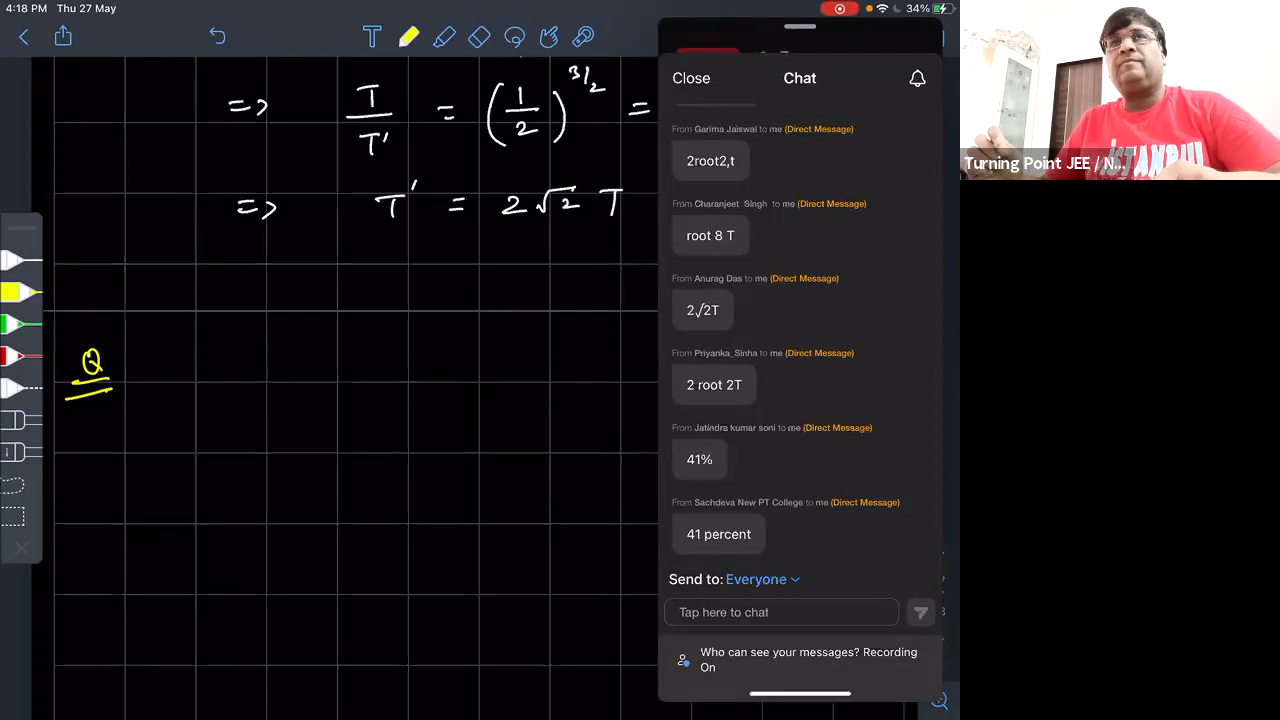 4:18 PM Thu 27 May
34%
=> T/T' = (1/2)^3/2 =
=> T' = 2√2 T
Q
Close
Chat
From Garima Jaiswal to me (Direct Message)
2root2,t
From Charanjeet Singh to me (Direct Message)
root 8 T
From Anurag Das to me (Direct Message)
2√2T
From Priyanka_Sinha to me (Direct Message)
2 root 2T
From Jatindra kumar soni to me (Direct Message)
41%
From Sachdeva New PT College to me (Direct Message)
41 percent
Send to: Everyone
Tap here to chat
Who can see your messages? Recording
On
Turning Point JEE / N...
ISTANBUL